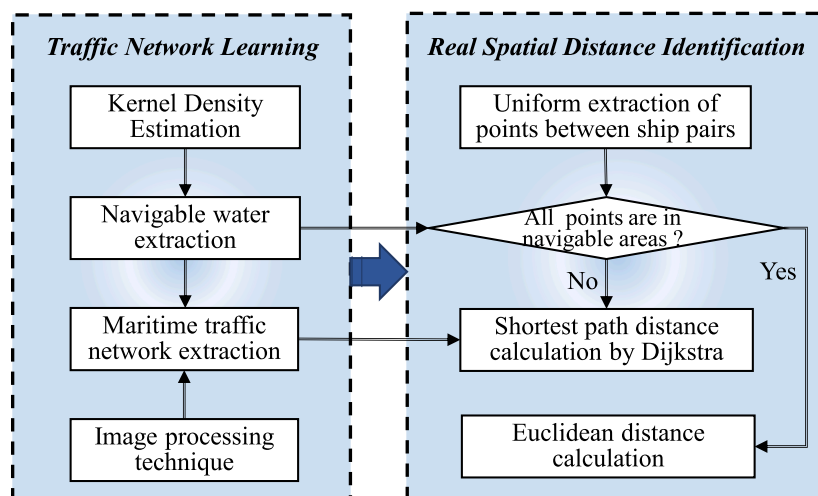 Traffic Network Learning
Kernel Density
Estimation
Navigable water
extraction
Maritime traffic
network extraction
Image processing
technique
Real Spatial Distance Identification
Uniform extraction of
points between ship pairs
All points are in
navigable areas ?
No
Yes
Shortest path distance
calculation by Dijkstra
Euclidean distance
calculation